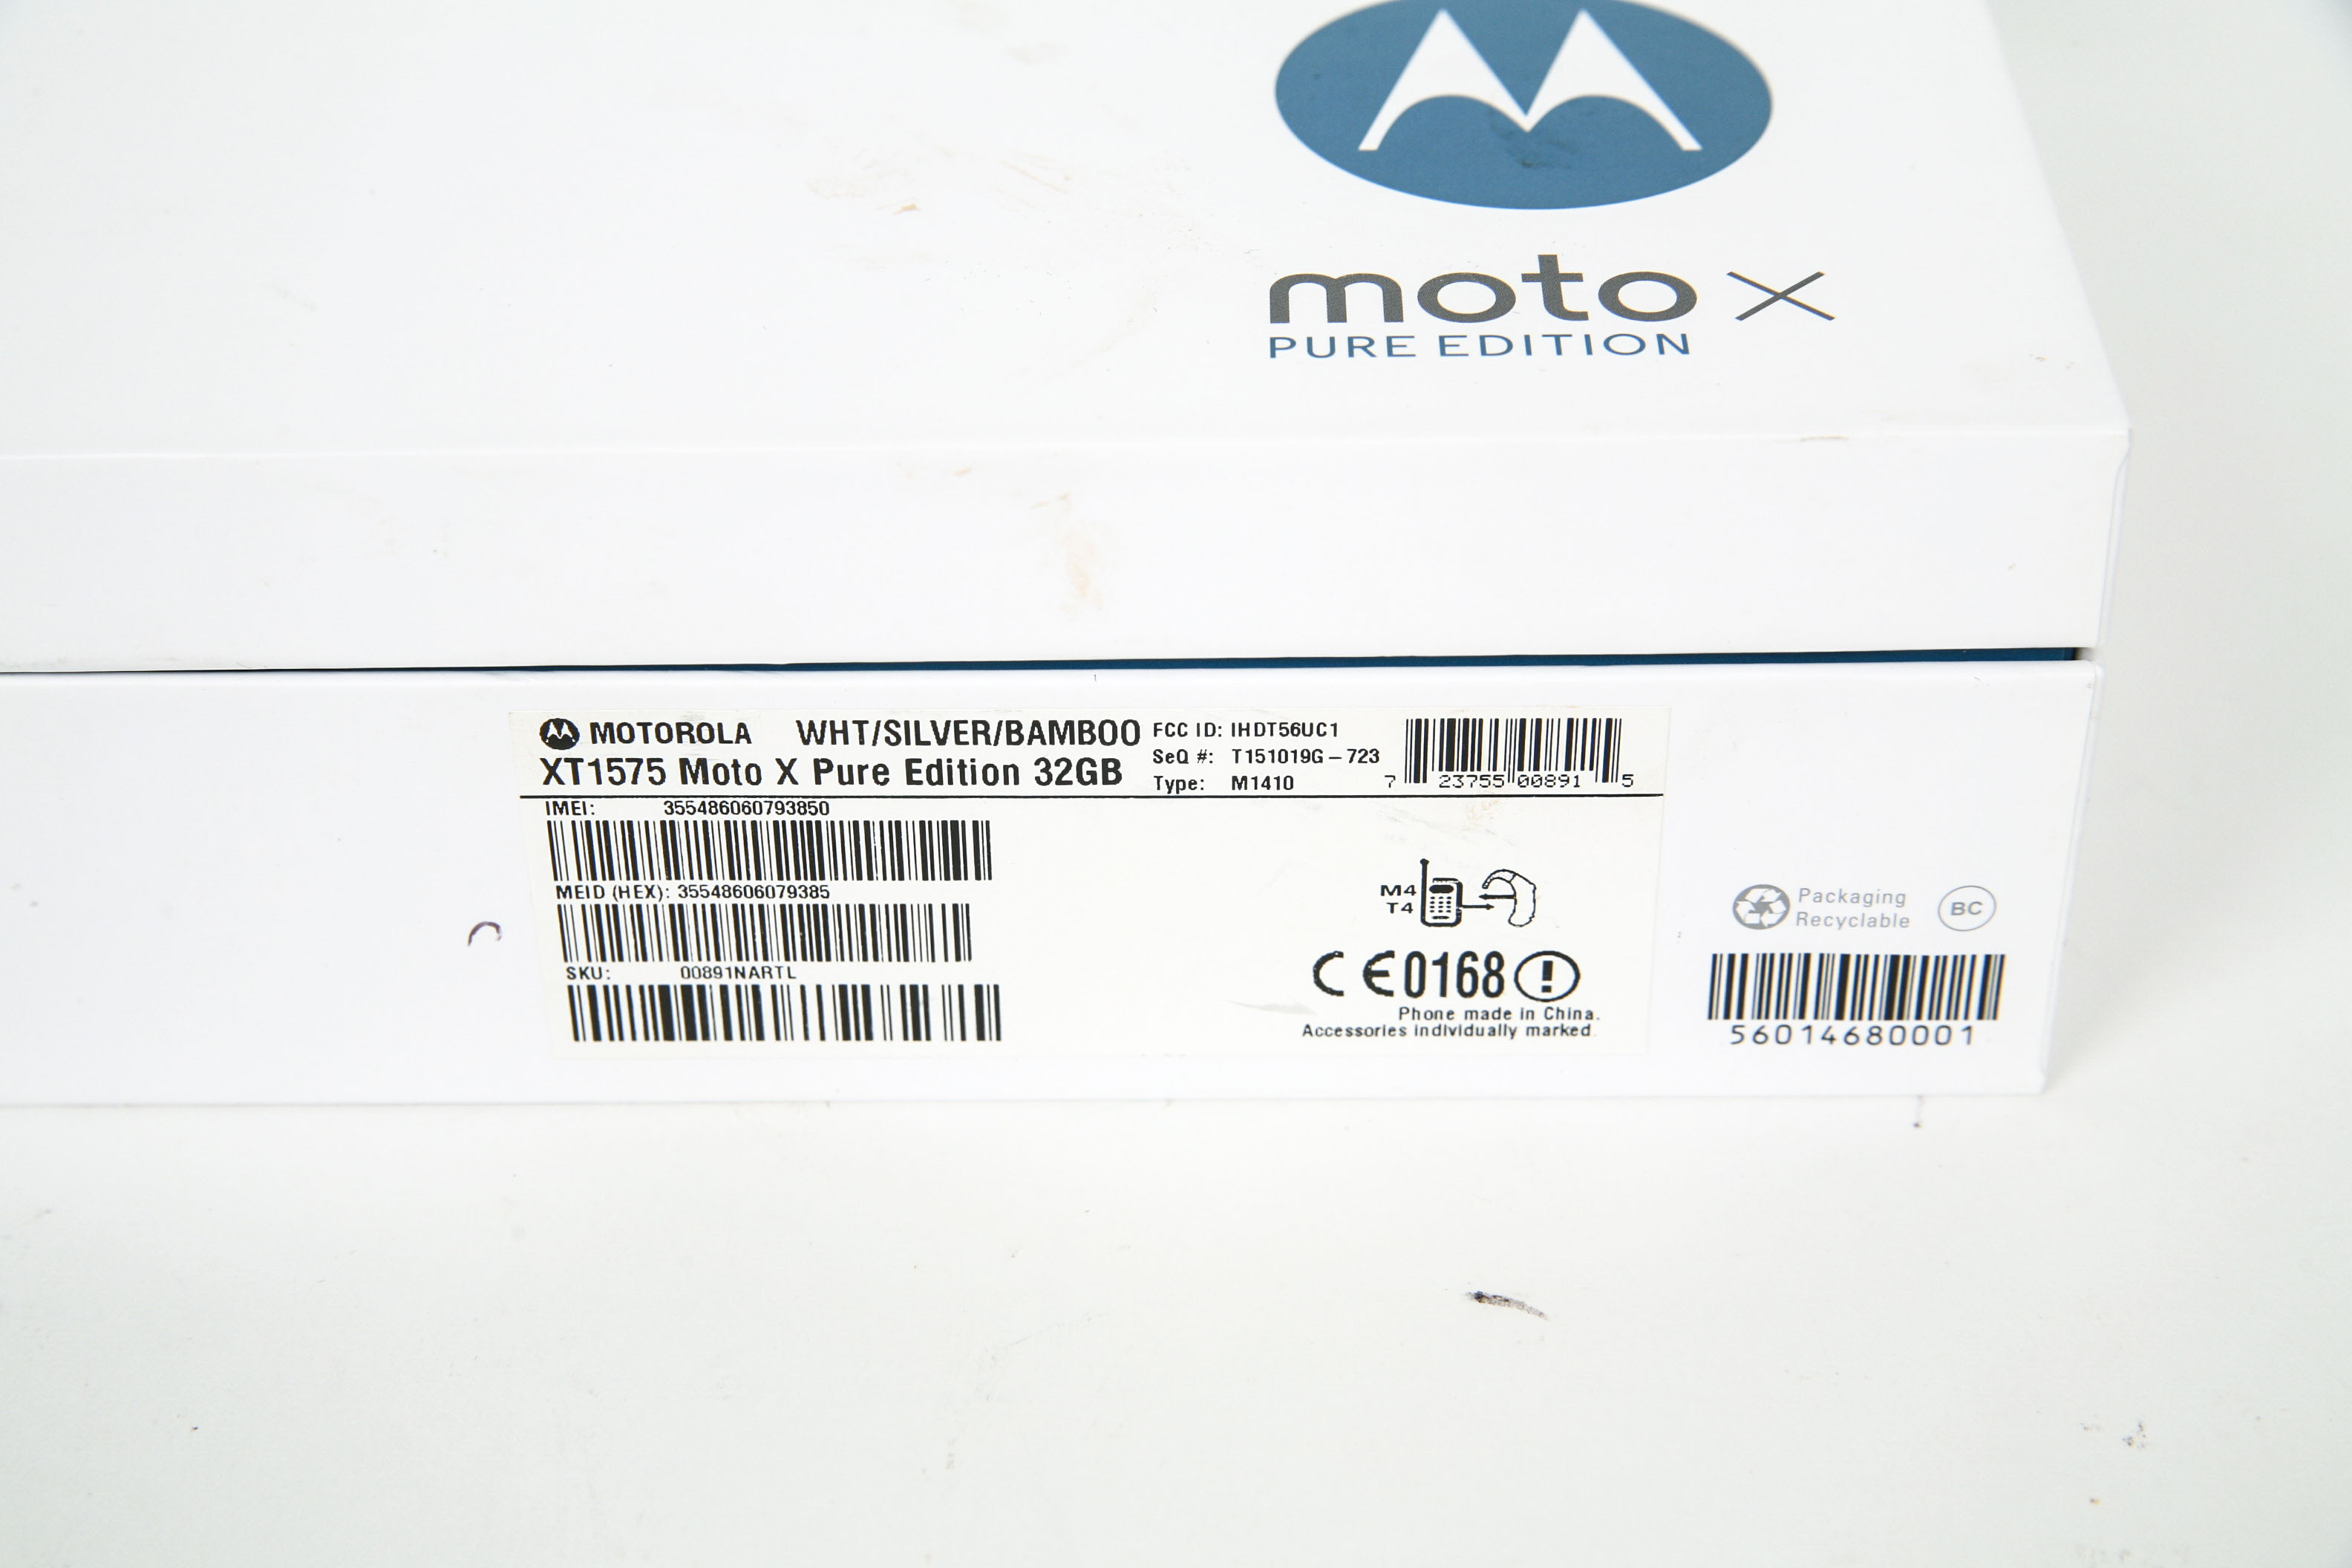 moto x
PURE EDITION
MOTOROLA WHT/SILVER/BAMBOO
XT1575 Moto X Pure Edition 32GB
FCC ID: IHDT56UC1
SeQ #: T151019G-723
Type: M1410
7 23755 00891 5
IMEI: 355486060793850
MEID (HEX): 35548606079385
SKU: 00891NARTL
M4
T4
CE0168
Phone made in China.
Accessories individually marked.
Packaging
Recyclable
BC
56014680001